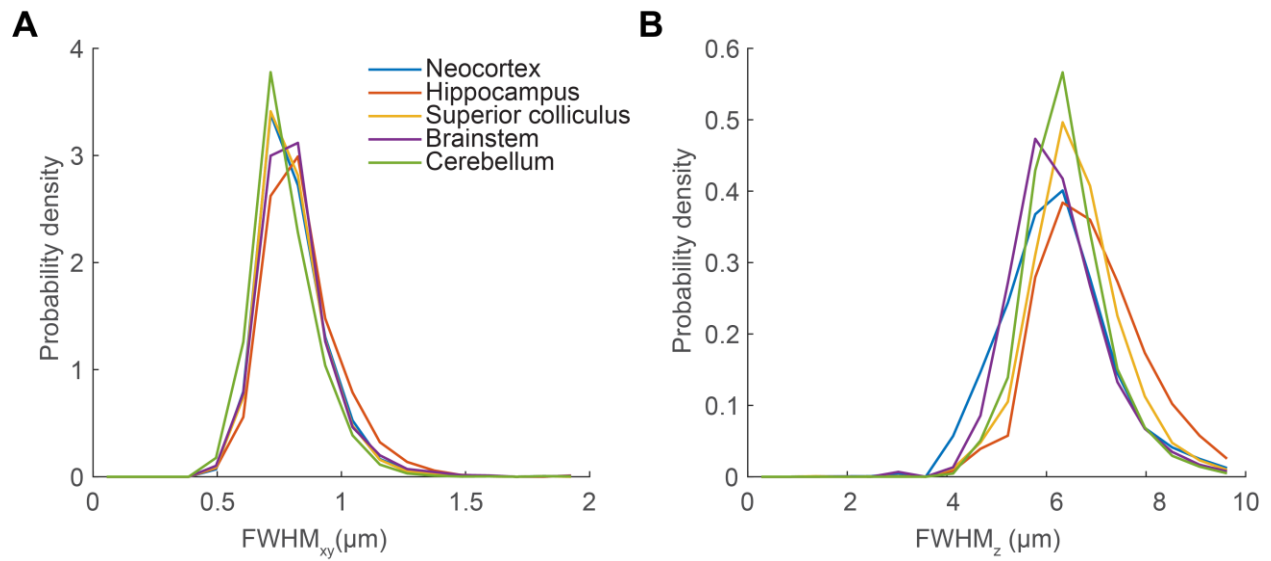 A
4
3
2
1
0
Probability density
0
0.5
1
1.5
2
FWHMxy(µm)
Neocortex
Hippocampus
Superior colliculus
Brainstem
Cerebellum
B
0.6
0.5
0.4
0.3
0.2
0.1
0
Probability density
0
2
4
6
8
10
FWHMz (µm)